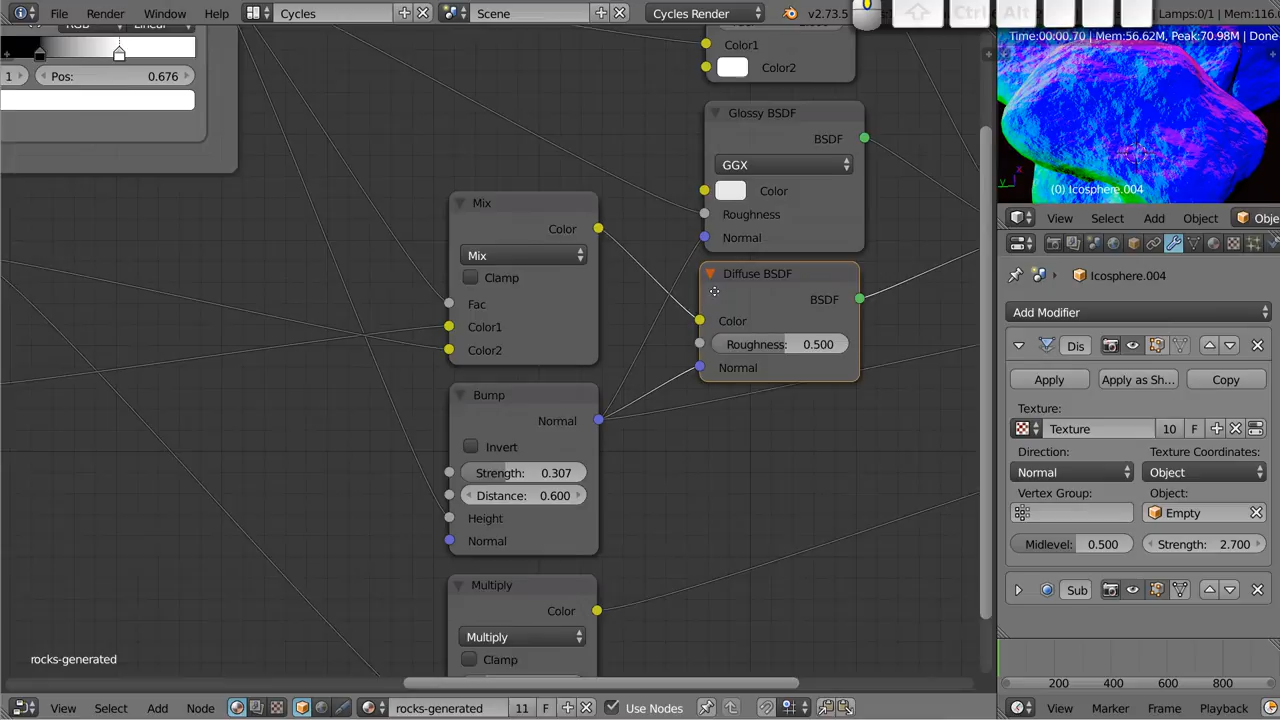 File Render Window Help Cycles Scene Cycles Render v2.73.5 Lamps:0/1 | Mem:116.
Ctrl Alt
Time:00:00.70 | Mem:56.62M, Peak:70.98M | Done
1 Pos: 0.676
Color1
Color2
Glossy BSDF
BSDF
GGX
Color
Roughness
Normal
Mix
Color
Mix
Clamp
Fac
Color1
Color2
Diffuse BSDF
BSDF
Color
Roughness: 0.500
Normal
Bump
Normal
Invert
Strength: 0.307
Distance: 0.600
Height
Normal
Multiply
Color
Multiply
Clamp
rocks-generated
View Select Add Node rocks-generated 11 F Use Nodes
(0) Icosphere.004
View Select Add Object
Icosphere.004
Add Modifier
Dis
Apply Apply as Sh... Copy
Texture:
Texture 10 F
Direction: Texture Coordinates:
Normal Object
Vertex Group: Object:
Empty
Midlevel: 0.500 Strength: 2.700
Sub
200 400 600 800
View Marker Frame Playback